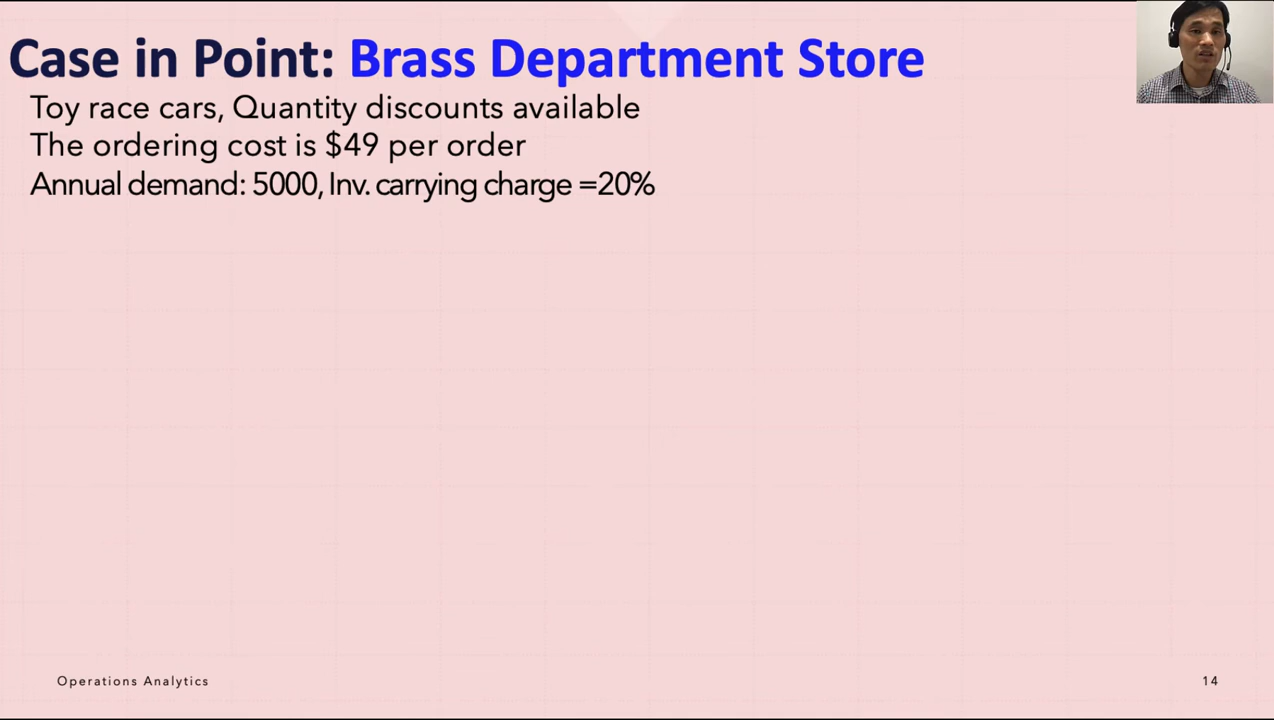 Case in Point: Brass Department Store
Toy race cars, Quantity discounts available
The ordering cost is $49 per order
Annual demand: 5000, Inv. carrying charge =20%
Operations Analytics
14